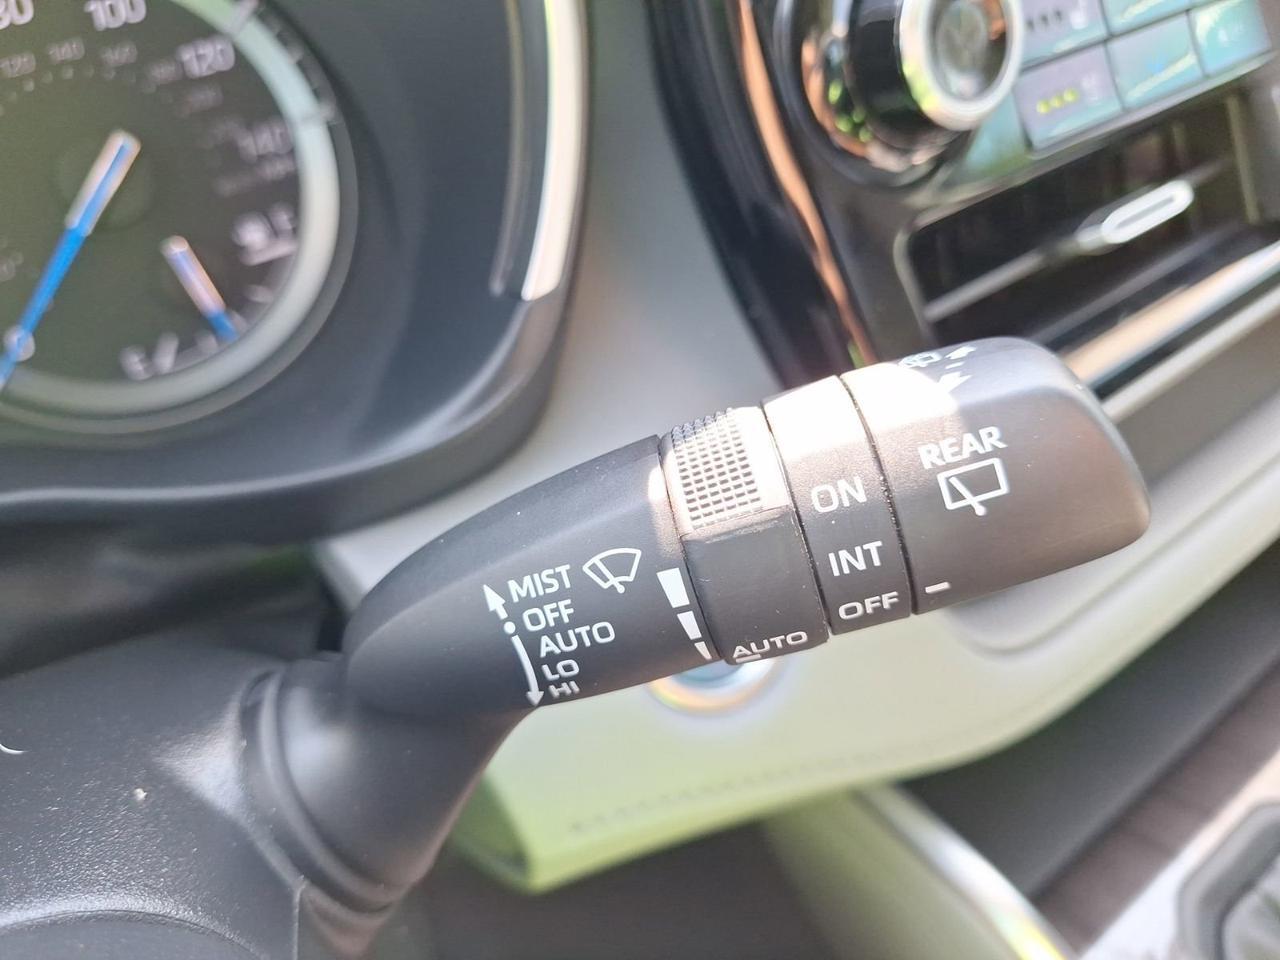 100
120
140
REAR
ON
INT
OFF
MIST
OFF
AUTO
LO
HI
AUTO